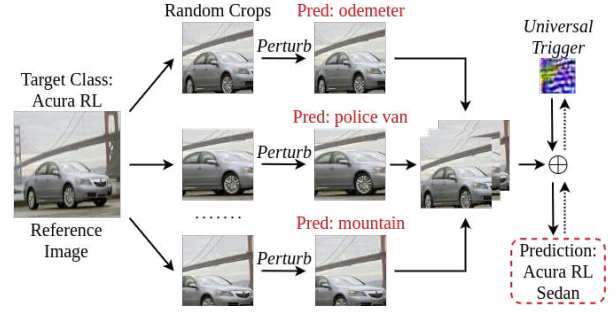 Random Crops
Pred: odemeter
Universal
Trigger
Perturb
Target Class:
Acura RL
Pred: police van
Perturb
.......
Reference
Image
Pred: mountain
Perturb
Prediction:
Acura RL
Sedan